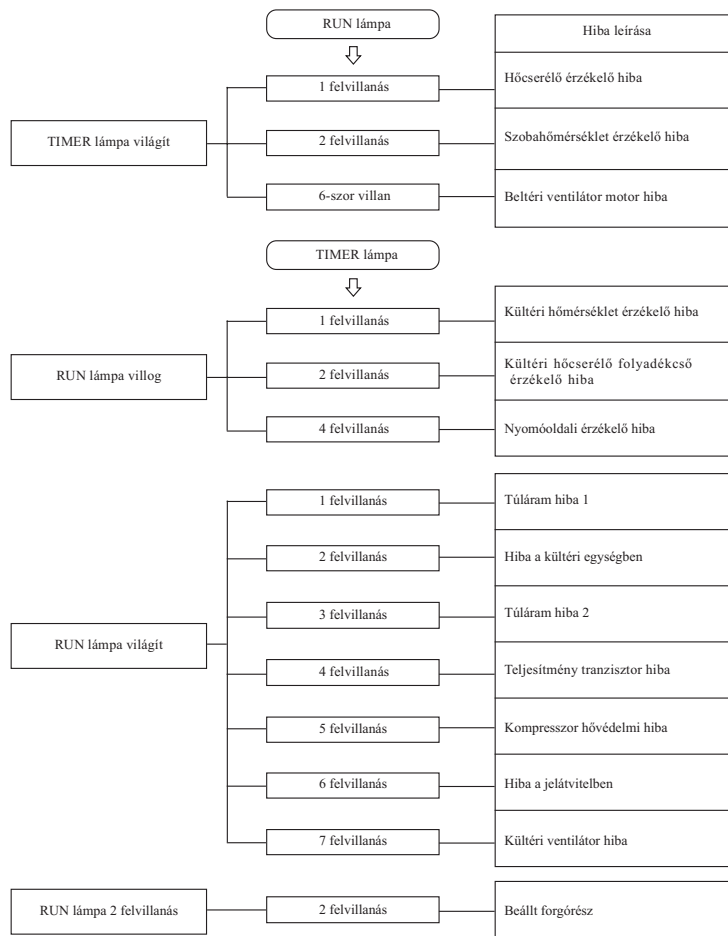 RUN lámpa
Hiba leírása
1 felvillanás
Hőcserélő érzékelő hiba
TIMER lámpa világít
2 felvillanás
Szobahőmérséklet érzékelő hiba
6-szor villan
Beltéri ventilátor motor hiba
TIMER lámpa
1 felvillanás
Kültéri hőmérséklet érzékelő hiba
RUN lámpa villog
2 felvillanás
Kültéri hőcserélő folyadékcső
érzékelő hiba
4 felvillanás
Nyomóoldali érzékelő hiba
1 felvillanás
Túláram hiba 1
2 felvillanás
Hiba a kültéri egységben
3 felvillanás
Túláram hiba 2
RUN lámpa világít
4 felvillanás
Teljesítmény tranzisztor hiba
5 felvillanás
Kompresszor hővédelmi hiba
6 felvillanás
Hiba a jelátvitelben
7 felvillanás
Kültéri ventilátor hiba
RUN lámpa 2 felvillanás
2 felvillanás
Beállt forgórész